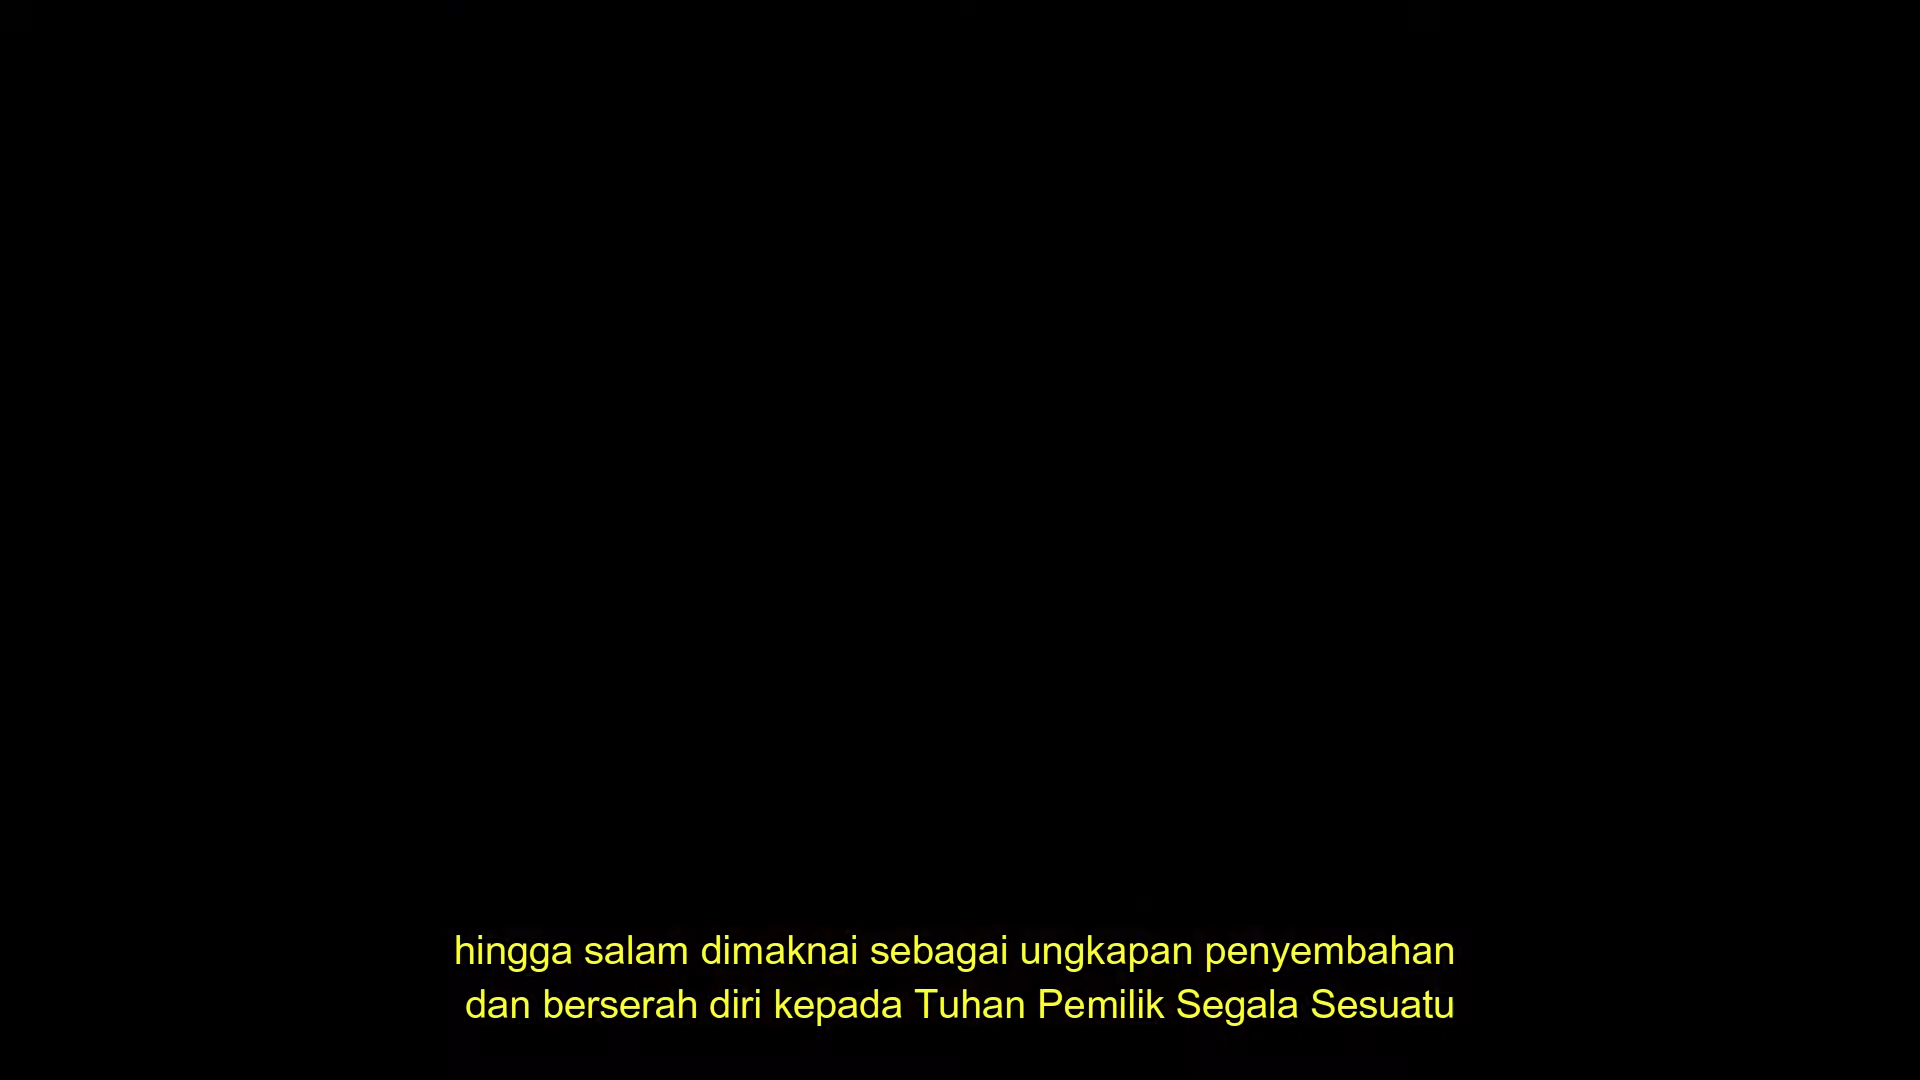 hingga salam dimaknai sebagai ungkapan penyembahan
dan berserah diri kepada Tuhan Pemilik Segala Sesuatu